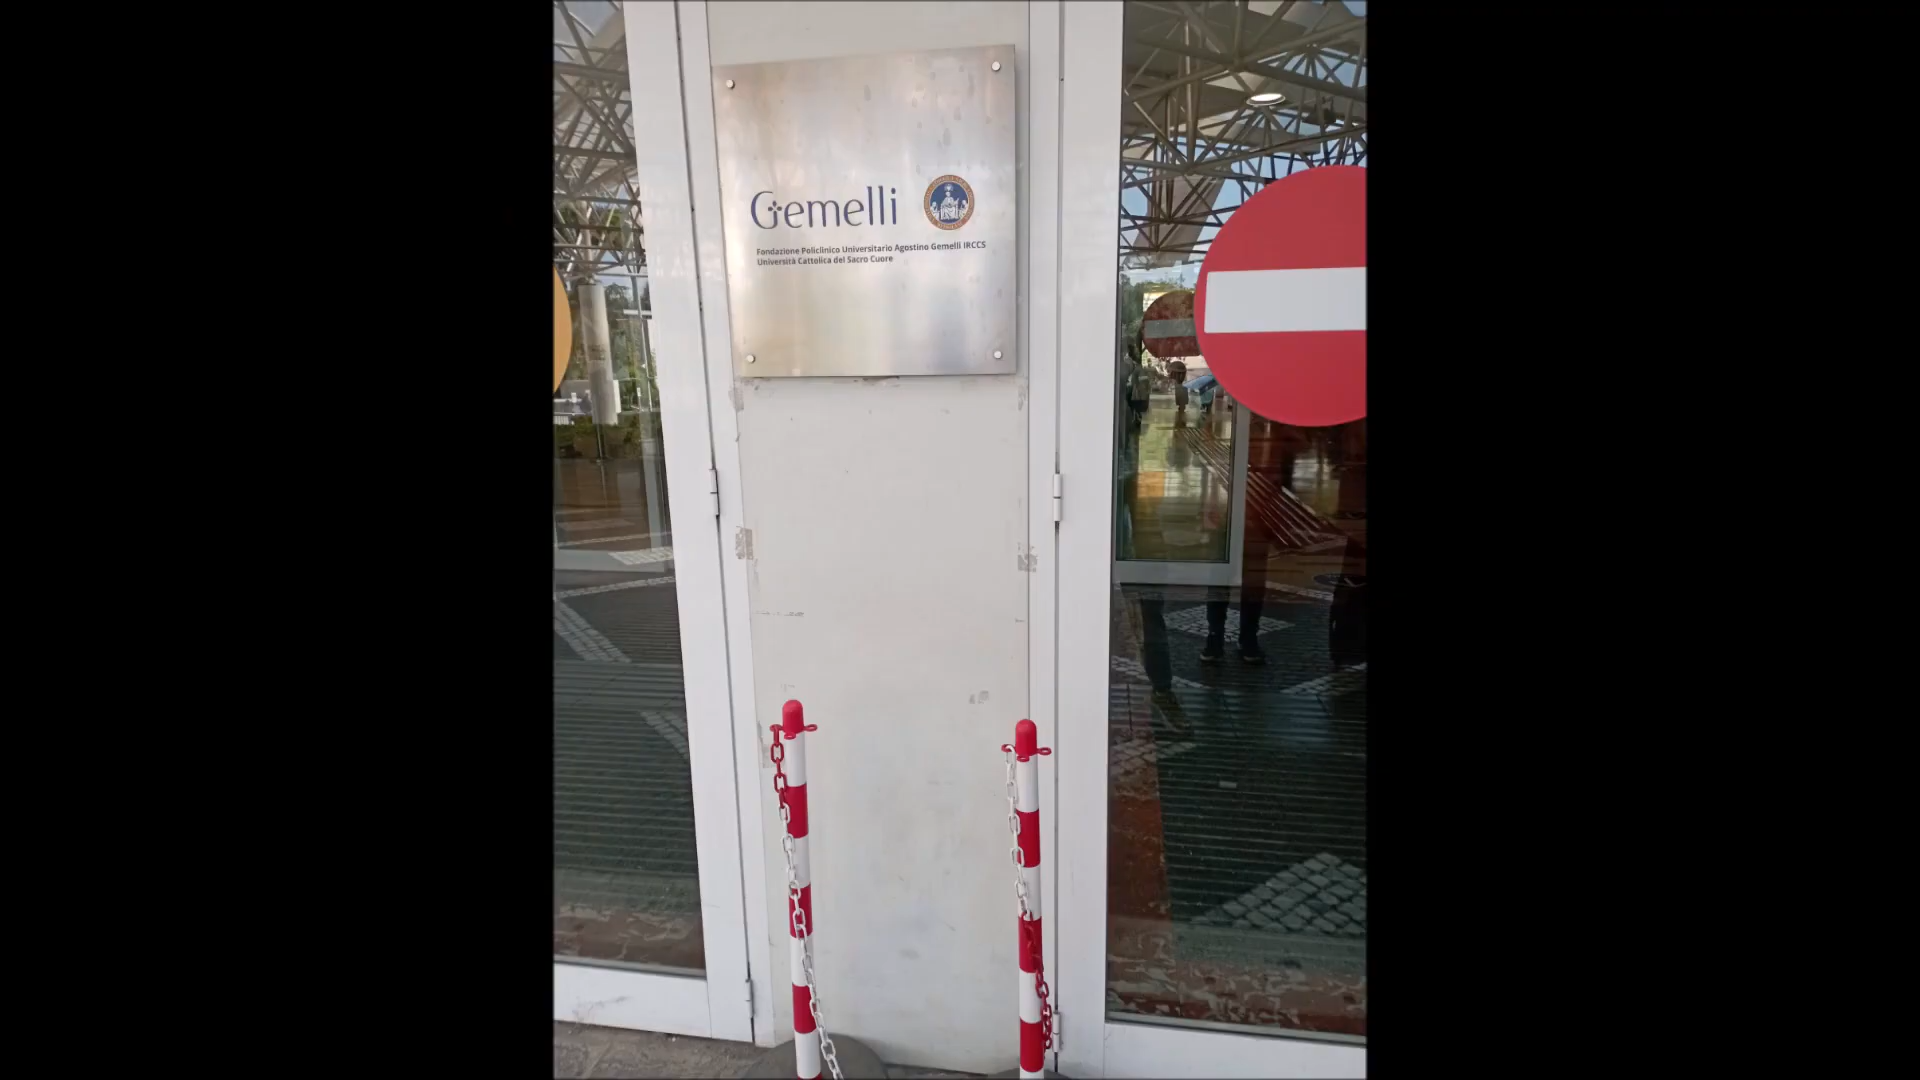 Gemelli
Fondazione Policlinico Universitario Agostino Gemelli IRCCS
Università Cattolica del Sacro Cuore